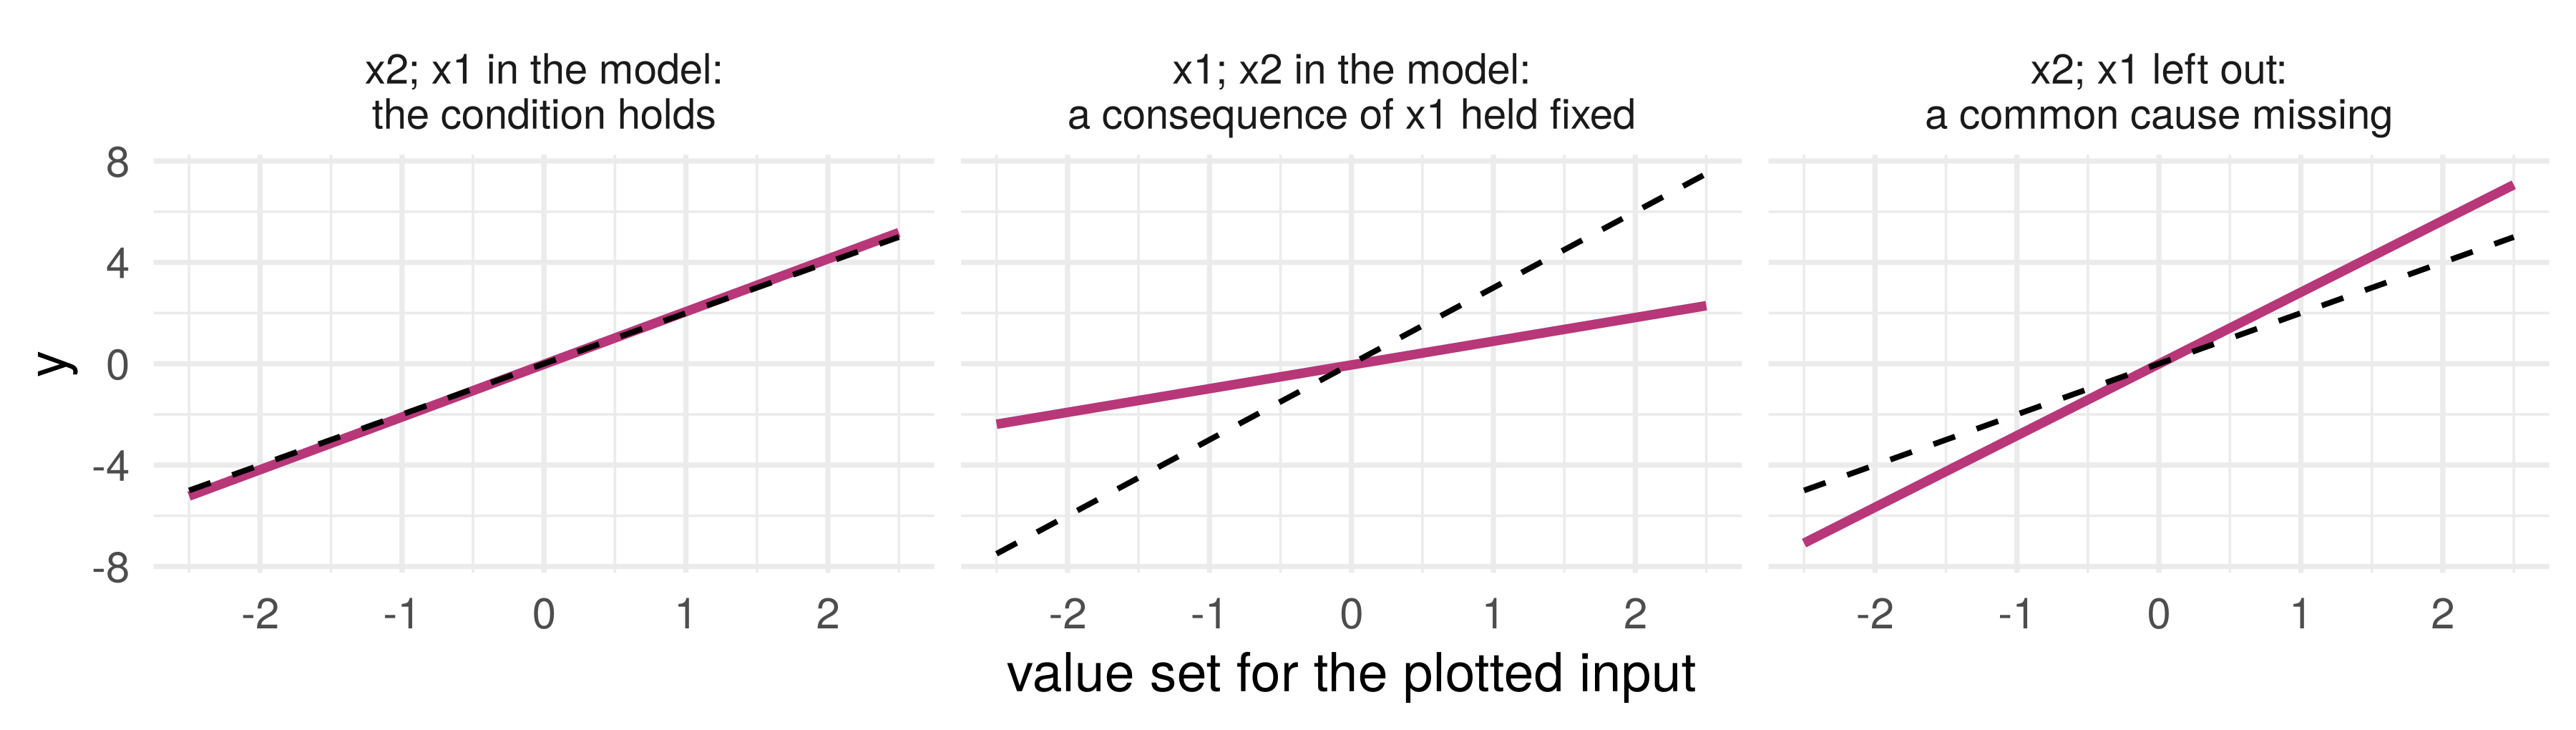 x2; x1 in the model:
the condition holds
x1; x2 in the model:
a consequence of x1 held fixed
x2; x1 left out:
a common cause missing
8
4
0
-4
-8
y
-2 -1 0 1 2
-2 -1 0 1 2
-2 -1 0 1 2
value set for the plotted input